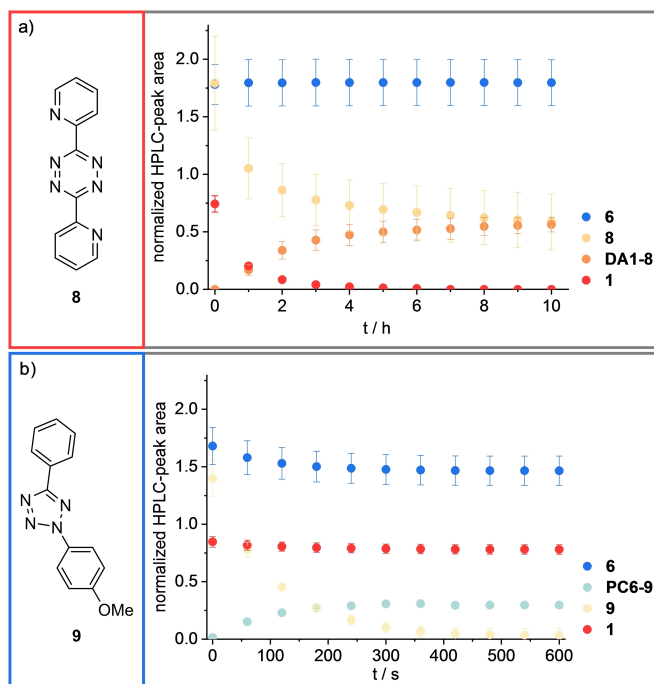 a)
N
N
N
N
N
N
8
normalized HPLC-peak area
2.0
1.5
1.0
0.5
0.0
0
2
4
6
8
10
t / h
6
8
DA1-8
1
b)
N
N
N
N
OMe
9
normalized HPLC-peak area
2.0
1.5
1.0
0.5
0.0
0
100
200
300
400
500
600
t / s
6
PC6-9
9
1